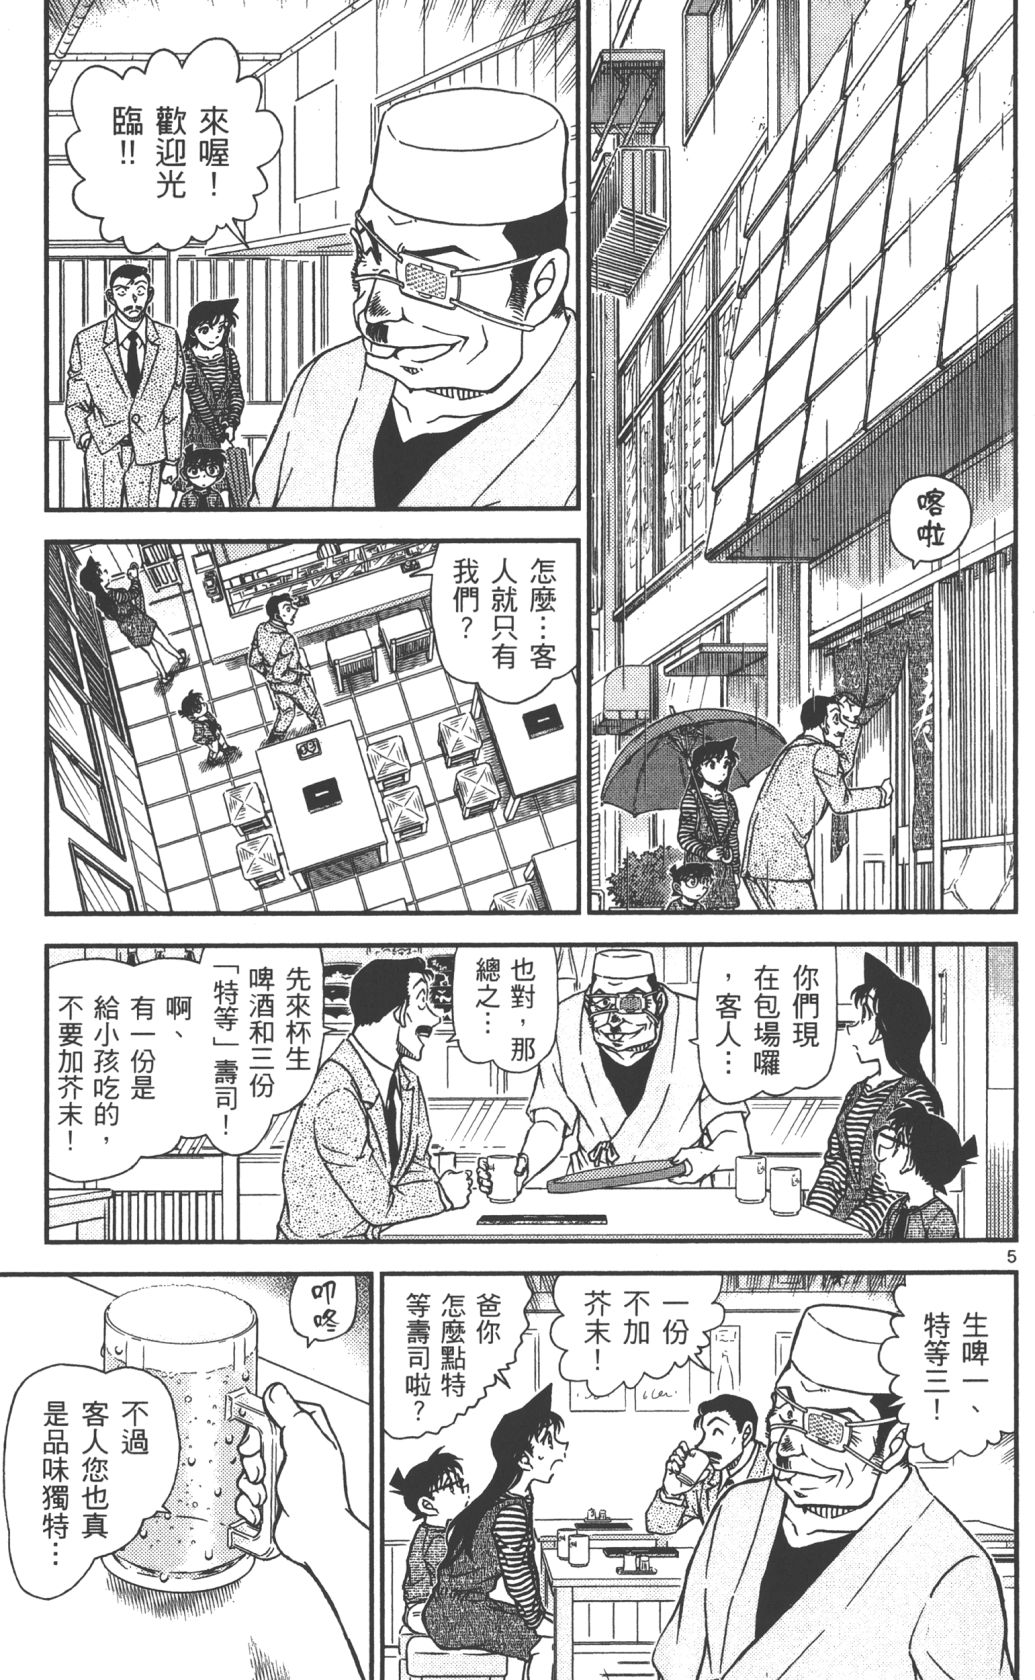 喀
啦
來喔！
歡迎光
臨!!
怎麼…客
人就只有
我們？
你們現
在包場囉
，客人…
也對，那
總之…
先來杯生
啤酒和三份
「特等」壽司！
啊、
有一份是
給小孩吃的，
不要加芥末！
5
生啤一、
特等三！
一份
不加
芥末！
爸你
怎麼點特
等壽司啦？
叩
咚
不過
客人您也真
是品味獨特…